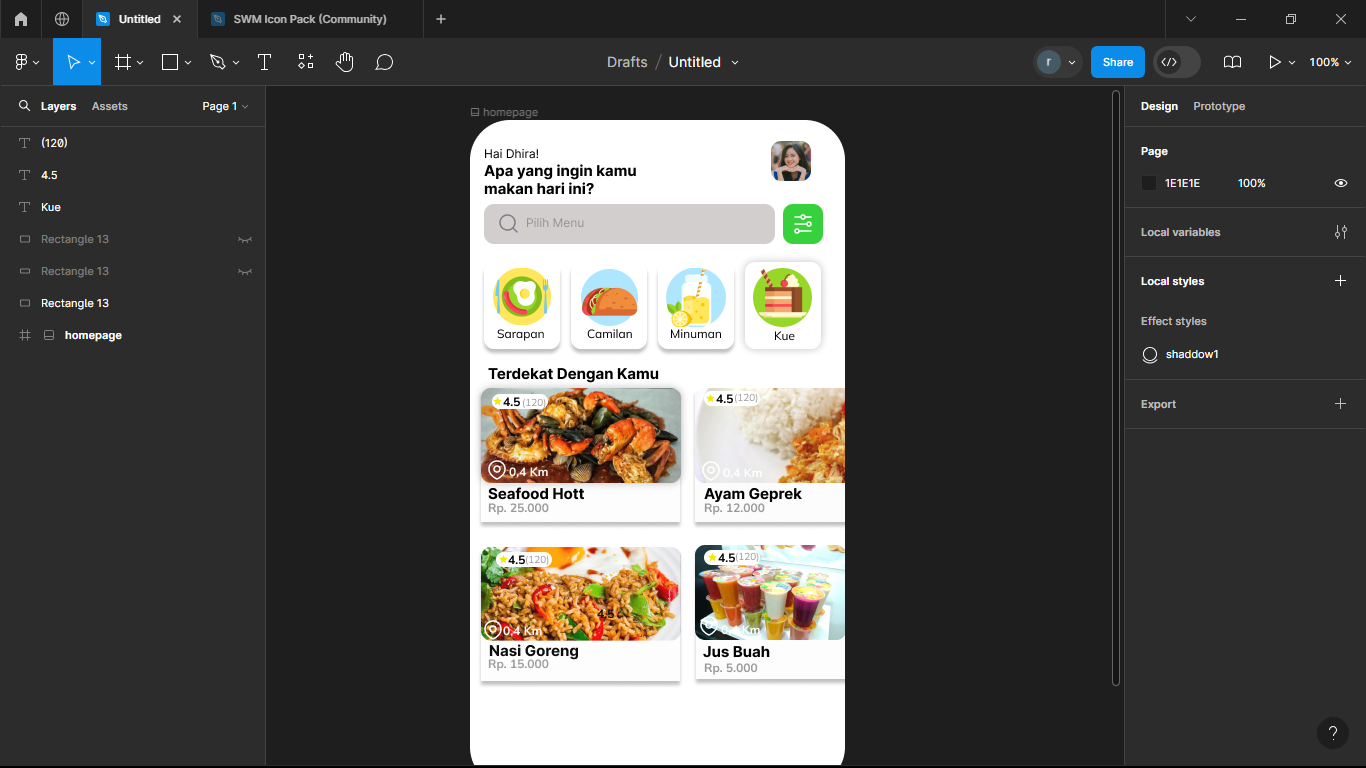 Untitled
SWM Icon Pack (Community)
Drafts / Untitled
r
Share
100%
Layers
Assets
Page 1
(120)
4.5
Kue
Rectangle 13
Rectangle 13
Rectangle 13
homepage
homepage
Hai Dhira!
Apa yang ingin kamu
makan hari ini?
Pilih Menu
Sarapan
Camilan
Minuman
Kue
Terdekat Dengan Kamu
4.5 (120)
0,4 Km
Seafood Hott
Rp. 25.000
4.5 (120)
0,4 Km
Ayam Geprek
Rp. 12.000
4.5 (120)
4.5
0,4 Km
Nasi Goreng
Rp. 15.000
4.5 (120)
0,4 Km
Jus Buah
Rp. 5.000
Design
Prototype
Page
1E1E1E
100%
Local variables
Local styles
Effect styles
shaddow1
Export
?